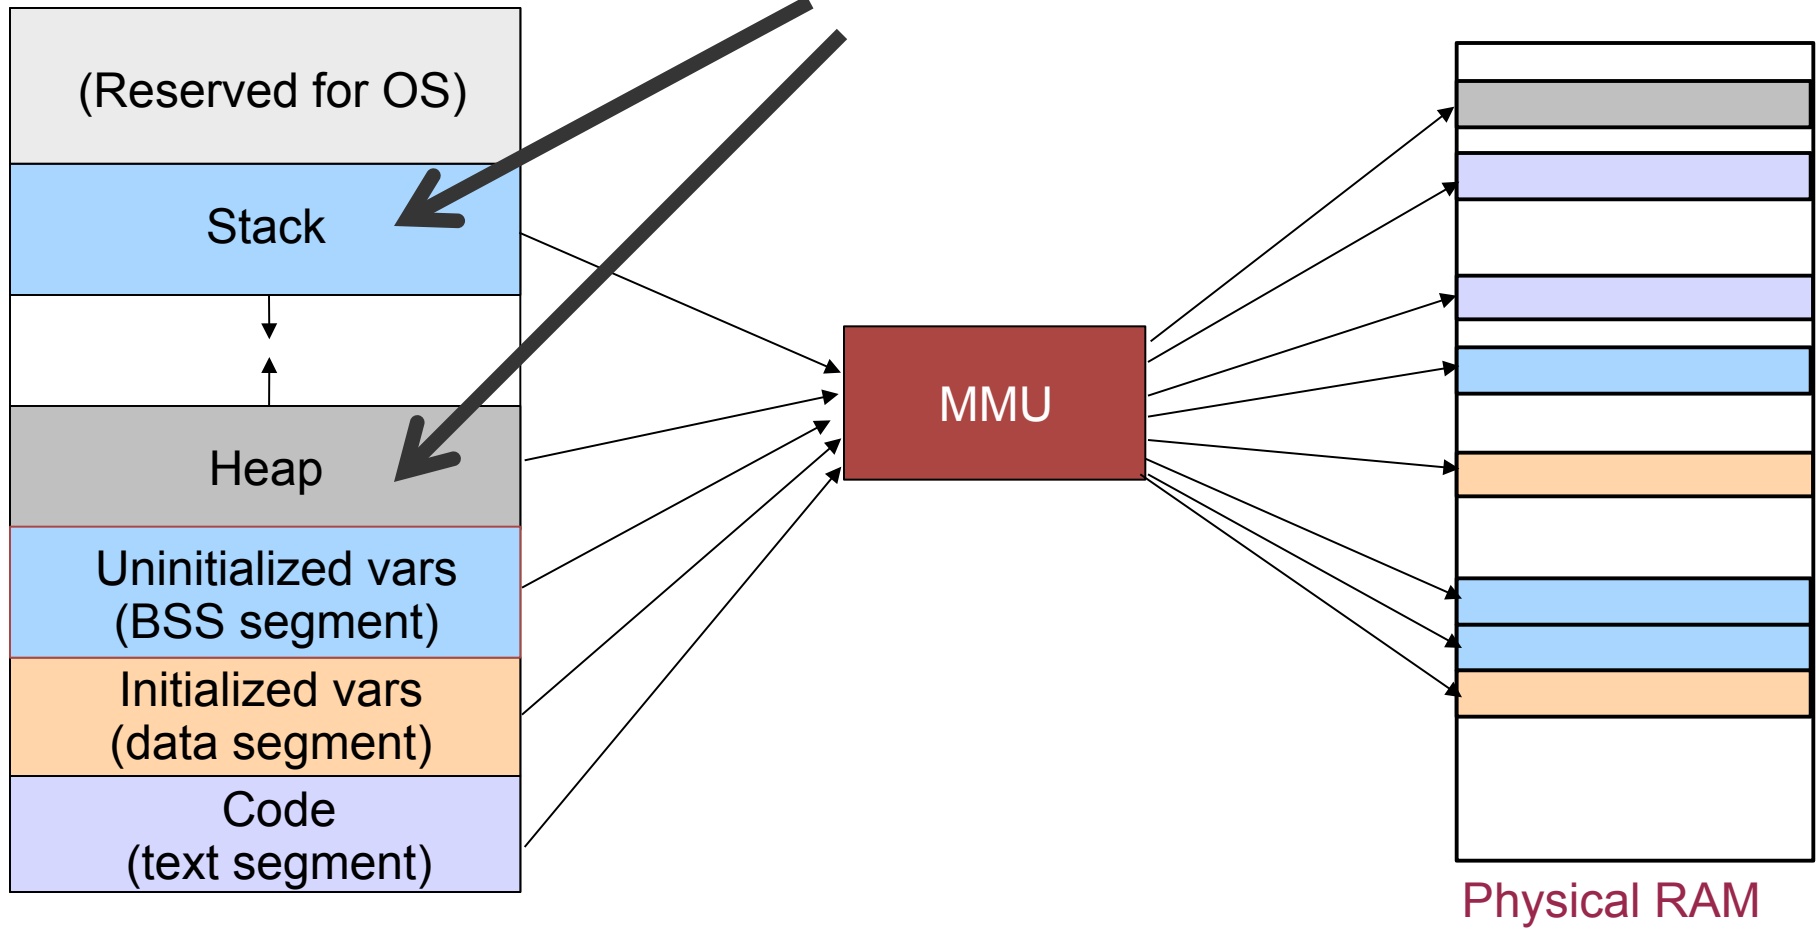 (Reserved for OS)
Stack
Heap
Uninitialized vars
(BSS segment)
Initialized vars
(data segment)
Code
(text segment)
MMU
Physical RAM